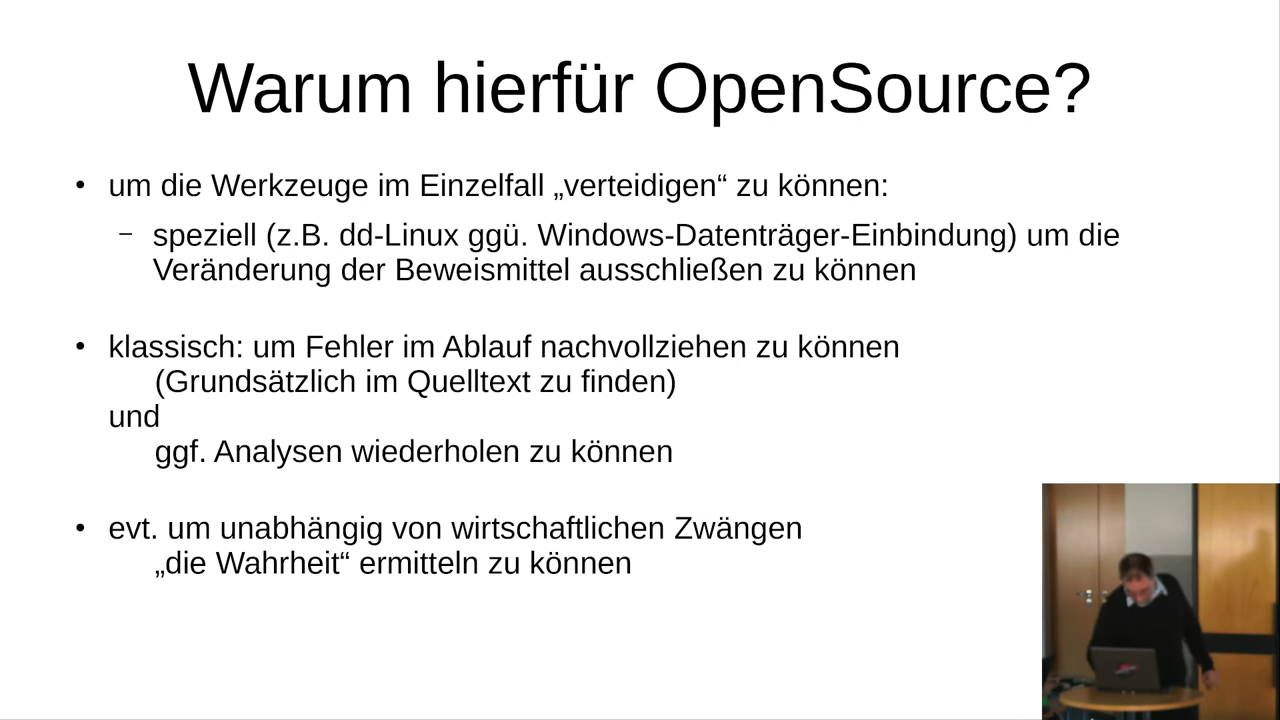 Warum hierfür OpenSource?
• um die Werkzeuge im Einzelfall „verteidigen“ zu können:
– speziell (z.B. dd-Linux ggü. Windows-Datenträger-Einbindung) um die
Veränderung der Beweismittel ausschließen zu können
• klassisch: um Fehler im Ablauf nachvollziehen zu können
(Grundsätzlich im Quelltext zu finden)
und
ggf. Analysen wiederholen zu können
• evt. um unabhängig von wirtschaftlichen Zwängen
„die Wahrheit“ ermitteln zu können